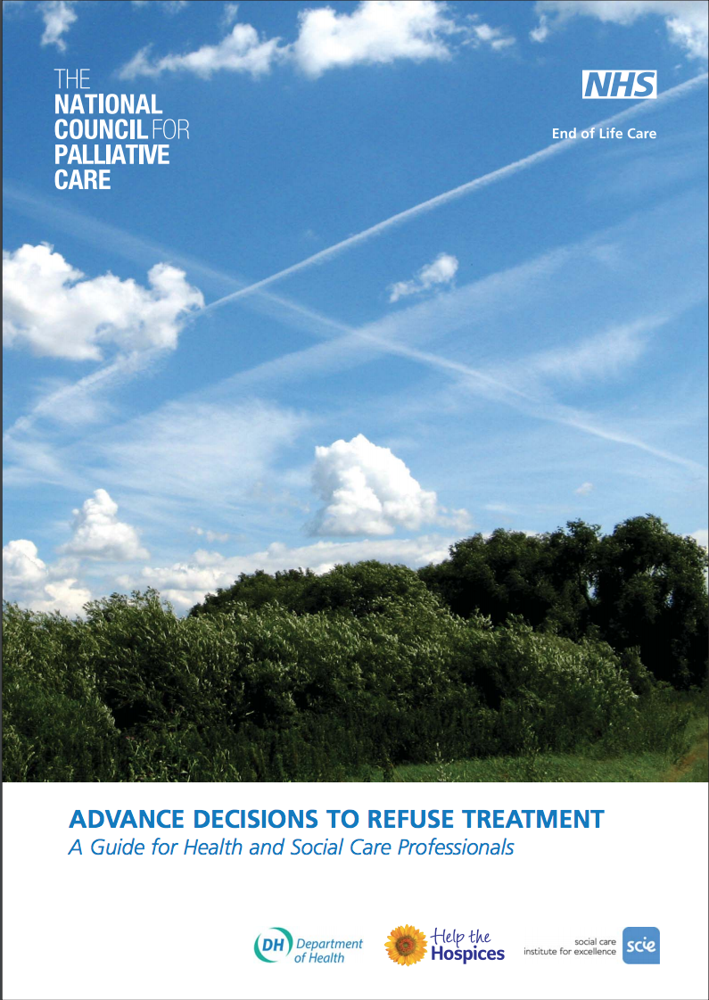 THE
NATIONAL
COUNCIL FOR
PALLIATIVE
CARE
NHS
End of Life Care
ADVANCE DECISIONS TO REFUSE TREATMENT
A Guide for Health and Social Care Professionals
DH Department
of Health
Help the
Hospices
social care
institute for excellence
scie